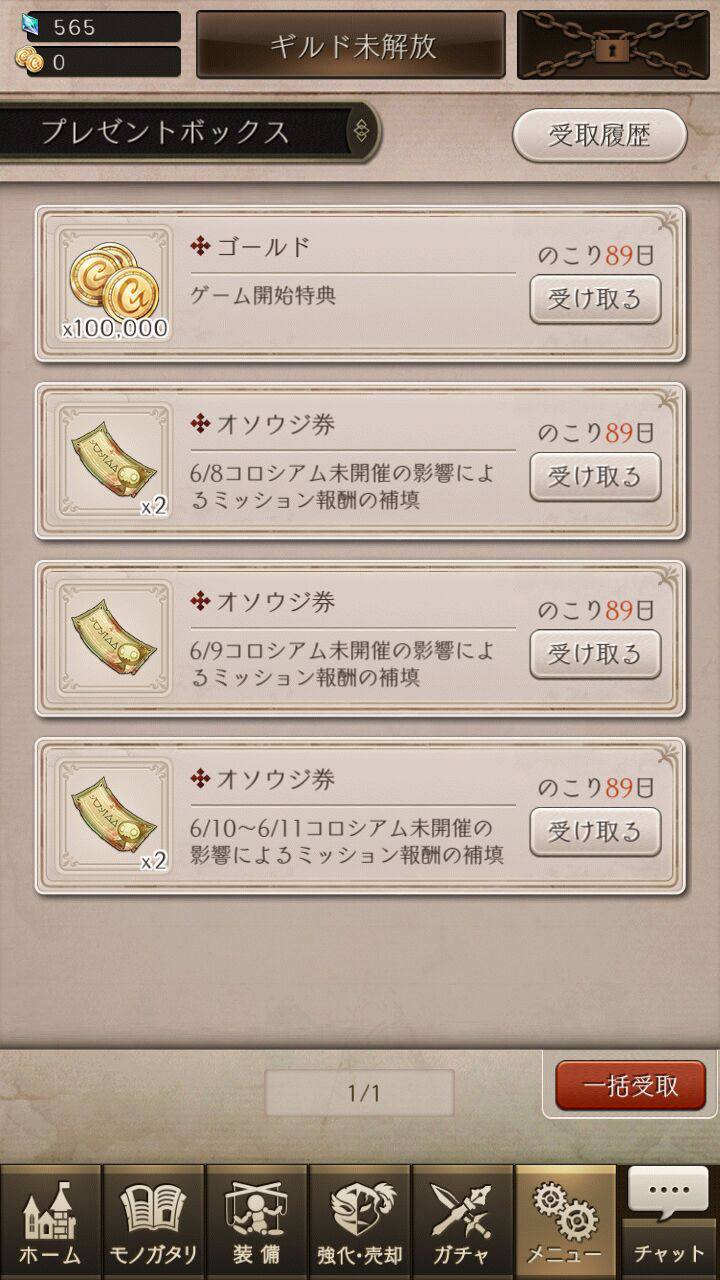 565
0
ギルド未解放
プレゼントボックス
受取履歴
ゴールド
のこり89日
ゲーム開始特典
受け取る
x100,000
オソウジ券
のこり89日
6/8コロシアム未開催の影響によ
るミッション報酬の補填
受け取る
x2
オソウジ券
のこり89日
6/9コロシアム未開催の影響によ
るミッション報酬の補填
受け取る
オソウジ券
のこり89日
6/10～6/11コロシアム未開催の
影響によるミッション報酬の補填
受け取る
x2
1/1
一括受取
ホーム
モノガタリ
装備
強化・売却
ガチャ
メニュー
チャット